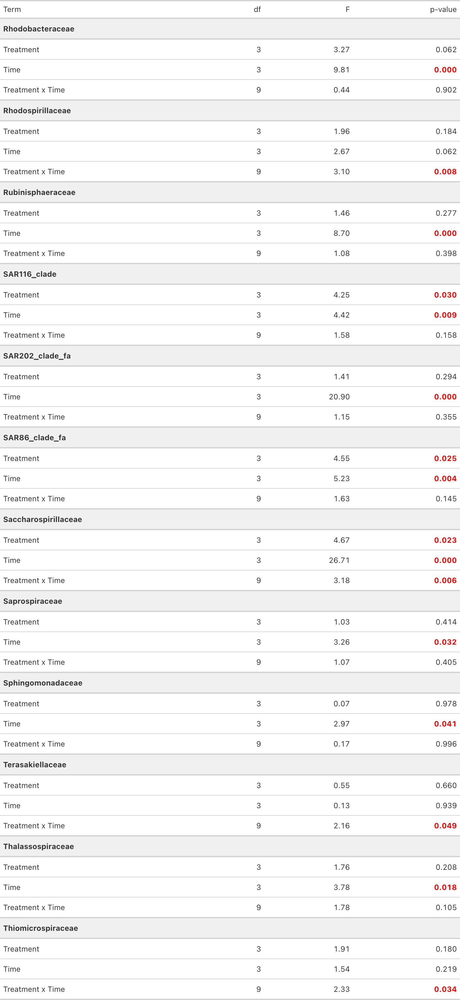 Term df F p-value
Rhodobacteraceae
Treatment 3 3.27 0.062
Time 3 9.81 0.000
Treatment x Time 9 0.44 0.902
Rhodospirillaceae
Treatment 3 1.96 0.184
Time 3 2.67 0.062
Treatment x Time 9 3.10 0.008
Rubinisphaeraceae
Treatment 3 1.46 0.277
Time 3 8.70 0.000
Treatment x Time 9 1.08 0.398
SAR116_clade
Treatment 3 4.25 0.030
Time 3 4.42 0.009
Treatment x Time 9 1.58 0.158
SAR202_clade_fa
Treatment 3 1.41 0.294
Time 3 20.90 0.000
Treatment x Time 9 1.15 0.355
SAR86_clade_fa
Treatment 3 4.55 0.025
Time 3 5.23 0.004
Treatment x Time 9 1.63 0.145
Saccharospirillaceae
Treatment 3 4.67 0.023
Time 3 26.71 0.000
Treatment x Time 9 3.18 0.006
Saprospiraceae
Treatment 3 1.03 0.414
Time 3 3.26 0.032
Treatment x Time 9 1.07 0.405
Sphingomonadaceae
Treatment 3 0.07 0.978
Time 3 2.97 0.041
Treatment x Time 9 0.17 0.996
Terasakiellaceae
Treatment 3 0.55 0.660
Time 3 0.13 0.939
Treatment x Time 9 2.16 0.049
Thalassospiraceae
Treatment 3 1.76 0.208
Time 3 3.78 0.018
Treatment x Time 9 1.78 0.105
Thiomicrospiraceae
Treatment 3 1.91 0.180
Time 3 1.54 0.219
Treatment x Time 9 2.33 0.034